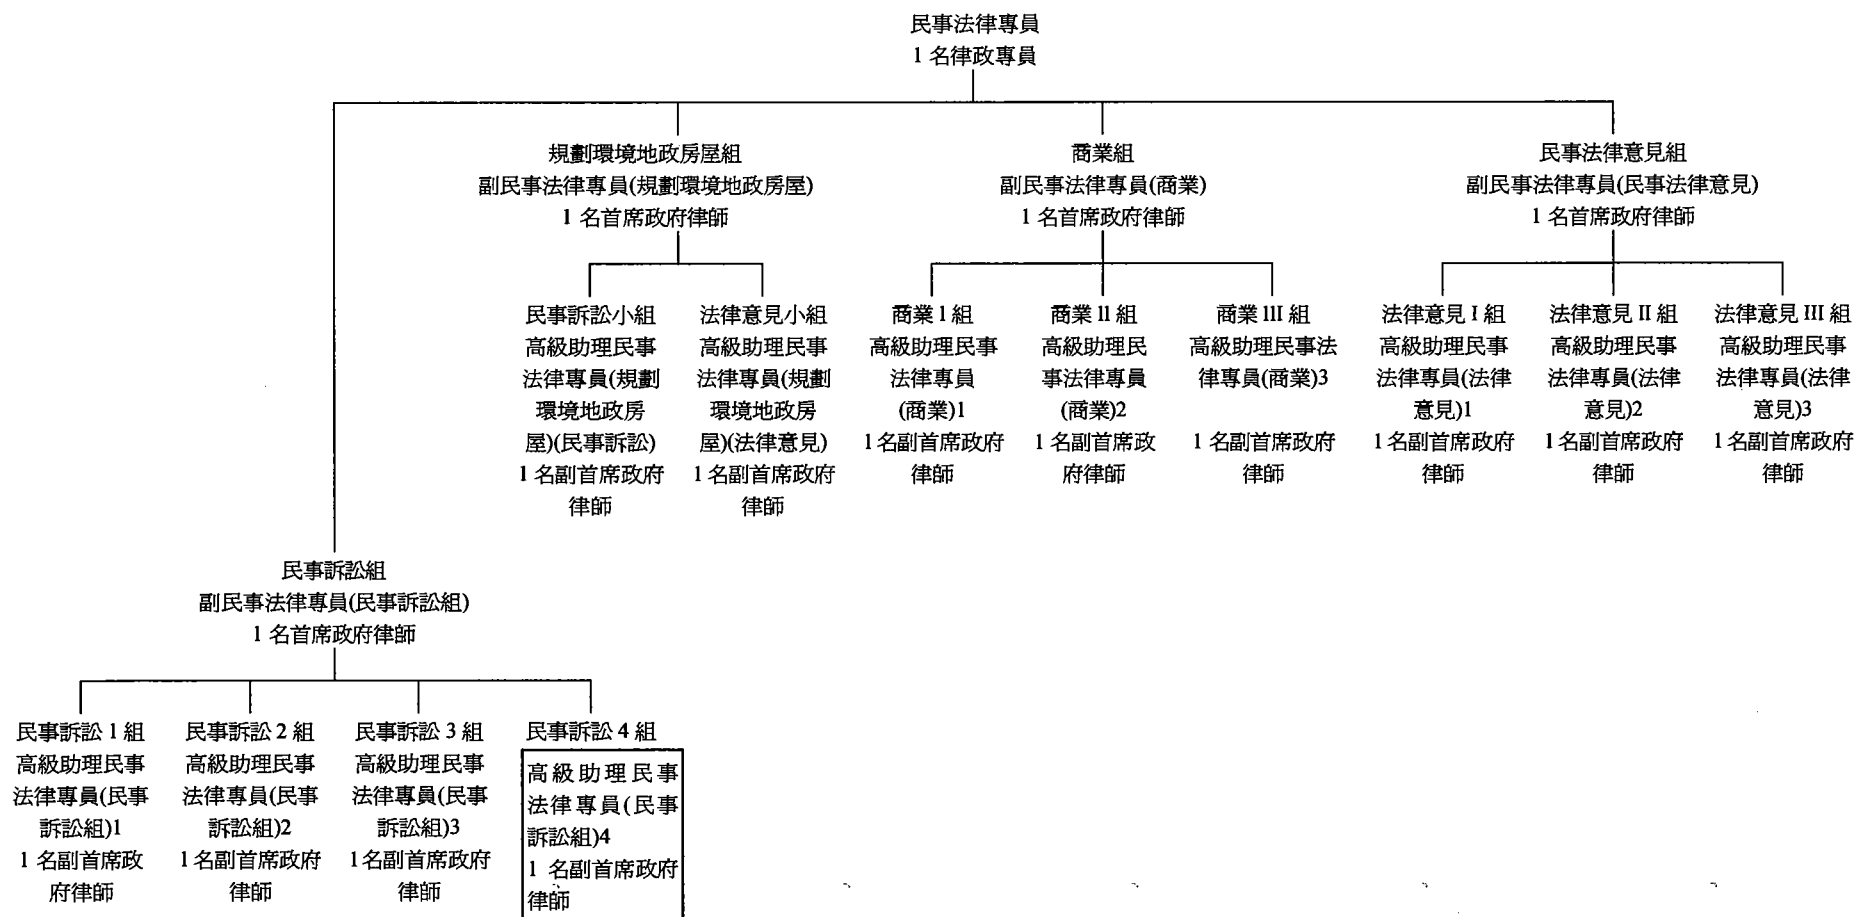 民事法律專員
1 名律政專員
規劃環境地政房屋組
副民事法律專員(規劃環境地政房屋)
1 名首席政府律師
商業組
副民事法律專員(商業)
1 名首席政府律師
民事法律意見組
副民事法律專員(民事法律意見)
1 名首席政府律師
民事訴訟小組
高級助理民事
法律專員(規劃
環境地政房
屋)(民事訴訟)
1 名副首席政府
律師
法律意見小組
高級助理民事
法律專員(規劃
環境地政房
屋)(法律意見)
1 名副首席政府
律師
商業 I 組
高級助理民事
法律專員
(商業)1
1 名副首席政府
律師
商業 II 組
高級助理民
事法律專員
(商業)2
1 名副首席政
府律師
商業 III 組
高級助理民事法
律專員(商業)3
1 名副首席政府
律師
法律意見 I 組
高級助理民事
法律專員(法律
意見)1
1 名副首席政府
律師
法律意見 II 組
高級助理民事
法律專員(法律
意見)2
1 名副首席政府
律師
法律意見 III 組
高級助理民事
法律專員(法律
意見)3
1 名副首席政府
律師
民事訴訟組
副民事法律專員(民事訴訟組)
1 名首席政府律師
民事訴訟 1 組
高級助理民事
法律專員(民事
訴訟組)1
1 名副首席政
府律師
民事訴訟 2 組
高級助理民事
法律專員(民事
訴訟組)2
1 名副首席政府
律師
民事訴訟 3 組
高級助理民事
法律專員(民事
訴訟組)3
1 名副首席政府
律師
民事訴訟 4 組
高級助理民事
法律專員(民事
訴訟組)4
1 名副首席政府
律師